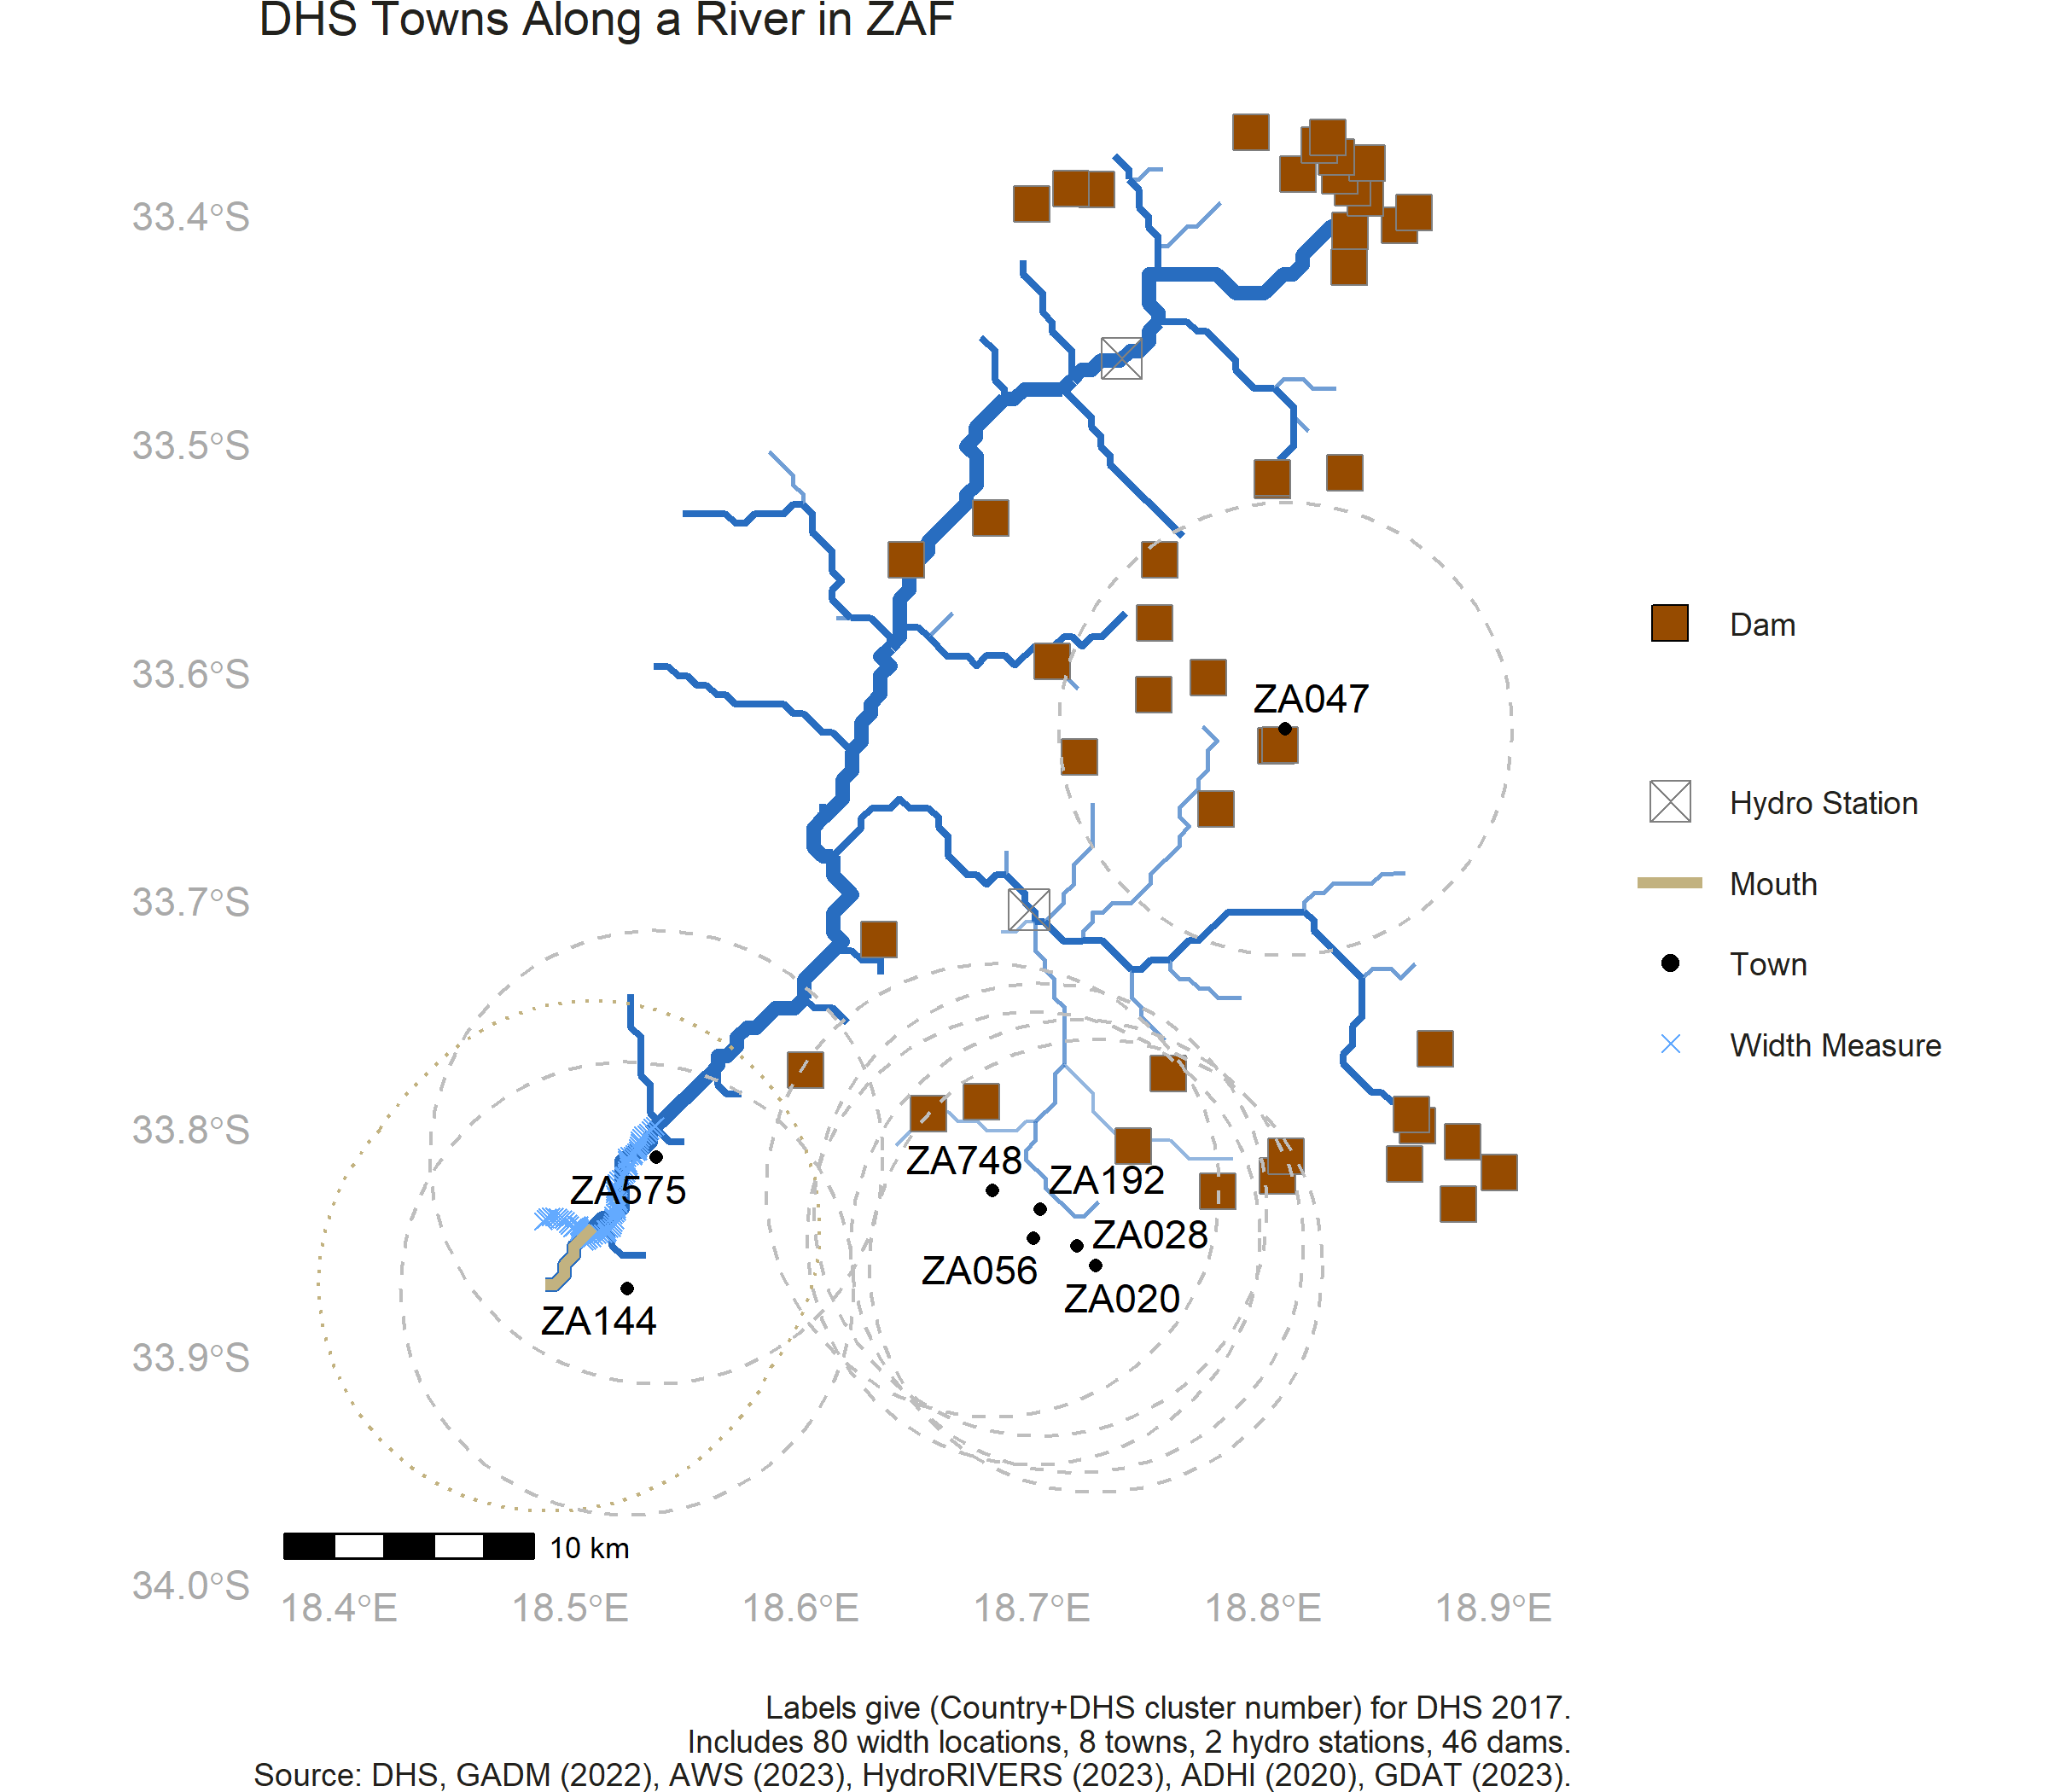 DHS Towns Along a River in ZAF
33.4°S
33.5°S
33.6°S
33.7°S
33.8°S
33.9°S
34.0°S
18.4°E
18.5°E
18.6°E
18.7°E
18.8°E
18.9°E
ZA047
ZA748
ZA192
ZA575
ZA028
ZA056
ZA020
ZA144
10 km
Dam
Hydro Station
Mouth
Town
Width Measure
Labels give (Country+DHS cluster number) for DHS 2017.
Includes 80 width locations, 8 towns, 2 hydro stations, 46 dams.
Source: DHS, GADM (2022), AWS (2023), HydroRIVERS (2023), ADHI (2020), GDAT (2023).